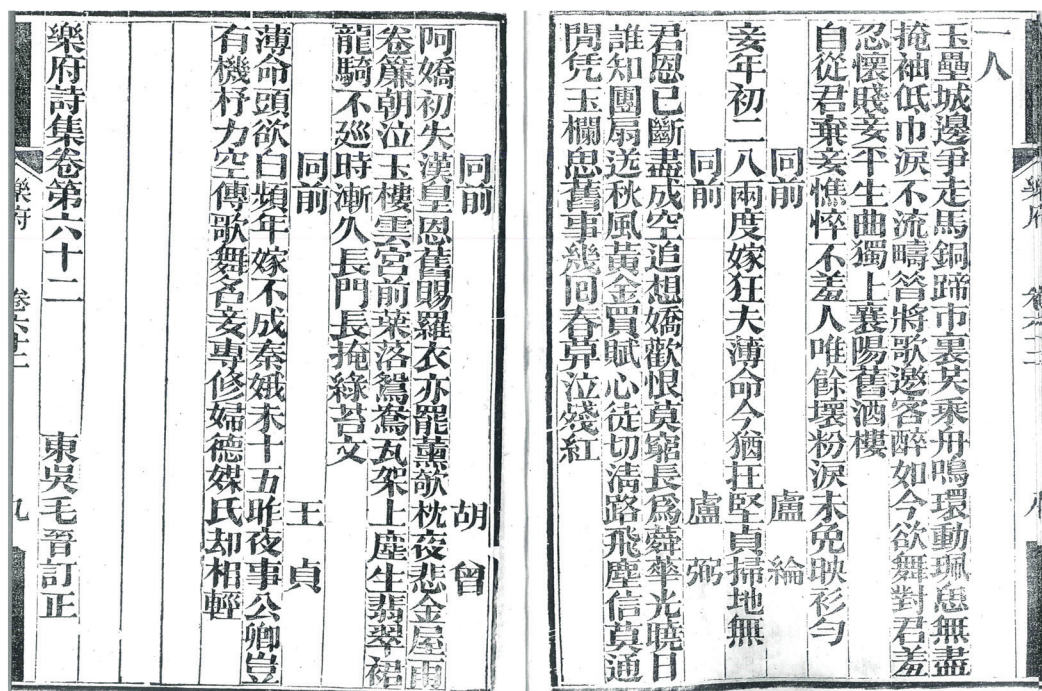 一八
玉壘城邊爭走馬銅蹄巿裏共乘舟鳴環動珮恩無盡
掩袖低巾淚不流疇昔將歌邀客醉如今欲舞對君羞
忍懷賤妾平生曲獨上襄陽舊酒樓
自從君棄妾憔悴不羞人唯餘壞粉淚未免映衫勻
同前 盧綸
妾年初二八兩度嫁狂夫薄命今猶在堅貞掃地無
同前 盧弼
君恩已斷盡成空追想嬌歡恨莫窮長爲蕣華光曉日
誰知團扇送秋風黃金買賦心徒切清路飛塵信莫通
閒凭玉欄思舊事幾回春暮泣殘紅
同前 胡曾
阿嬌初失漢皇恩舊賜羅衣亦罷薰欹枕夜悲金屋雨
卷簾朝泣玉樓雲宮前葉落鴛鴦瓦架上塵生翡翠裙
龍騎不巡時漸久長門長掩綠苔文
同前 王貞
薄命頭欲白頻年嫁不成秦娥未十五昨夜事公卿豈
有機杼力空傳歌舞名妾專修婦德媒氏却相輕
樂府詩集卷第六十二 東吳毛晉訂正
樂府 卷六十二 九